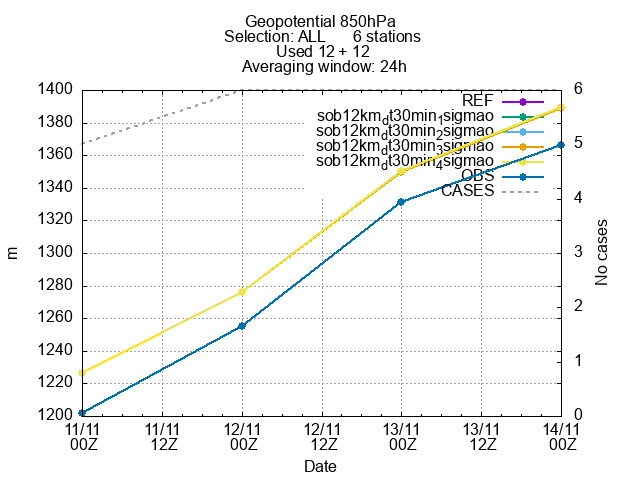 Geopotential 850hPa
Selection: ALL 6 stations
Used 12 + 12
Averaging window: 24h
1400
1380
1360
1340
1320
1300
1280
1260
1240
1220
1200
m
6
5
4
3
2
1
0
No cases
REF
sob12km_dt30min_1sigmao
sob12km_dt30min_2sigmao
sob12km_dt30min_3sigmao
sob12km_dt30min_4sigmao
OBS
CASES
11/11 00Z
11/11 12Z
12/11 00Z
12/11 12Z
13/11 00Z
13/11 12Z
14/11 00Z
Date